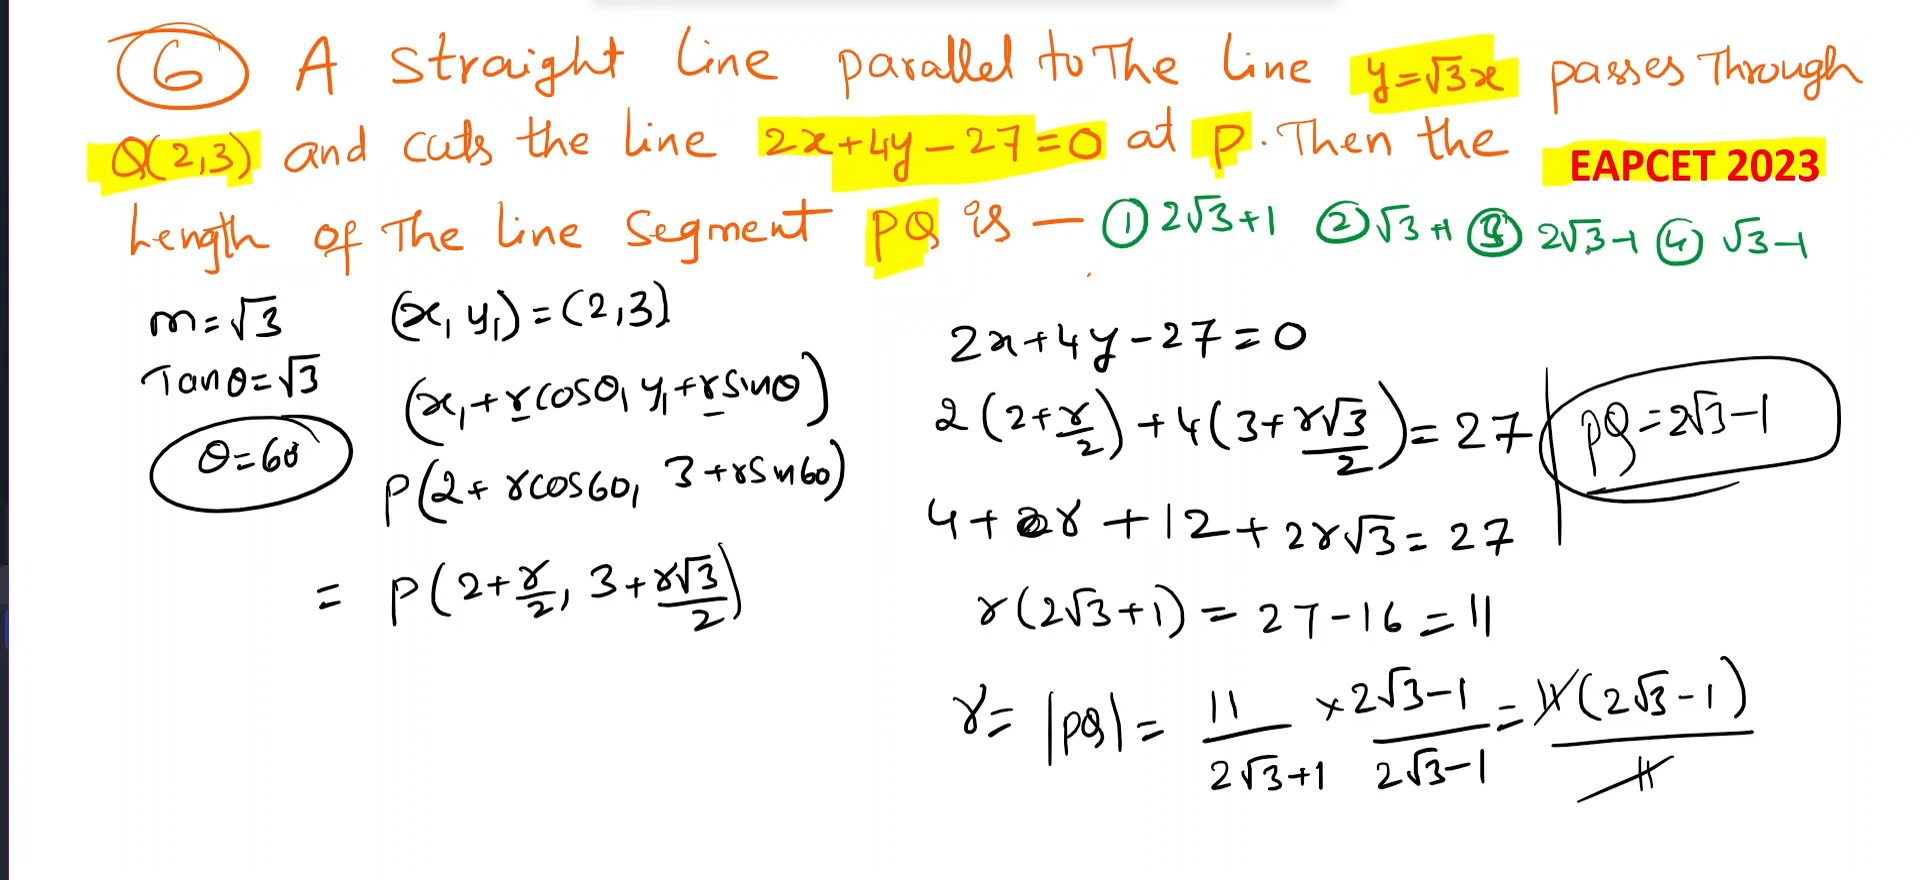 ⑥ A straight line parallel to The line y=√3x passes Through
Q(2,3) and cuts the line 2x+4y-27=0 at P. Then the
EAPCET 2023
Length of The line segment PQ is — ① 2√3+1 ② √3+1 ③ 2√3-1 ④ √3-1
m=√3
Tanθ=√3
θ=60
(x₁ y₁)=(2,3)
(x₁+rcosθ, y₁+rsinθ)
P(2+rcos60, 3+rsin60)
= P(2+r/2, 3+r√3/2)
2x+4y-27=0
2(2+r/2)+4(3+r√3/2)=27
4+r+12+2r√3=27
r(2√3+1)=27-16=11
r=|PQ|=11/2√3+1 × 2√3-1/2√3-1 = 11(2√3-1)/11
PQ=2√3-1